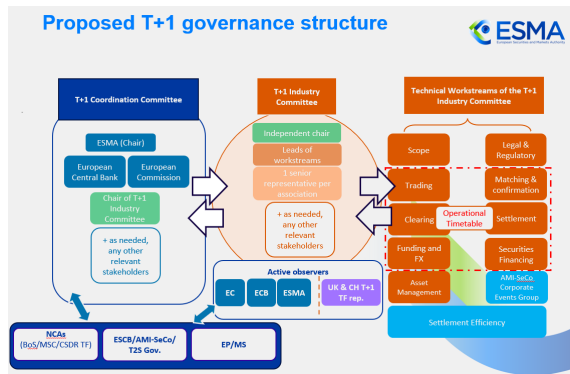 Proposed T+1 governance structure
ESMA
European Securities and Markets Authority
T+1 Coordination Committee
ESMA (Chair)
European
Central Bank
European
Commission
Chair of T+1
Industry
Committee
+ as needed,
any other
relevant
stakeholders
T+1 Industry
Committee
Independent chair
Leads of
workstreams
1 senior
representative per
association
+ as needed,
any other
relevant
stakeholders
Active observers
EC
ECB
ESMA
UK & CH T+1
TF rep.
Technical Workstreams of the T+1
Industry Committee
Scope
Legal &
Regulatory
Trading
Matching &
confirmation
Clearing
Operational
Timetable
Settlement
Funding and
FX
Securities
Financing
Asset
Management
AMI-SeCo.
Corporate
Events Group
Settlement Efficiency
NCAs
(BoS/MSC/CSDR TF)
ESCB/AMI-SeCo/
T2S Gov.
EP/MS